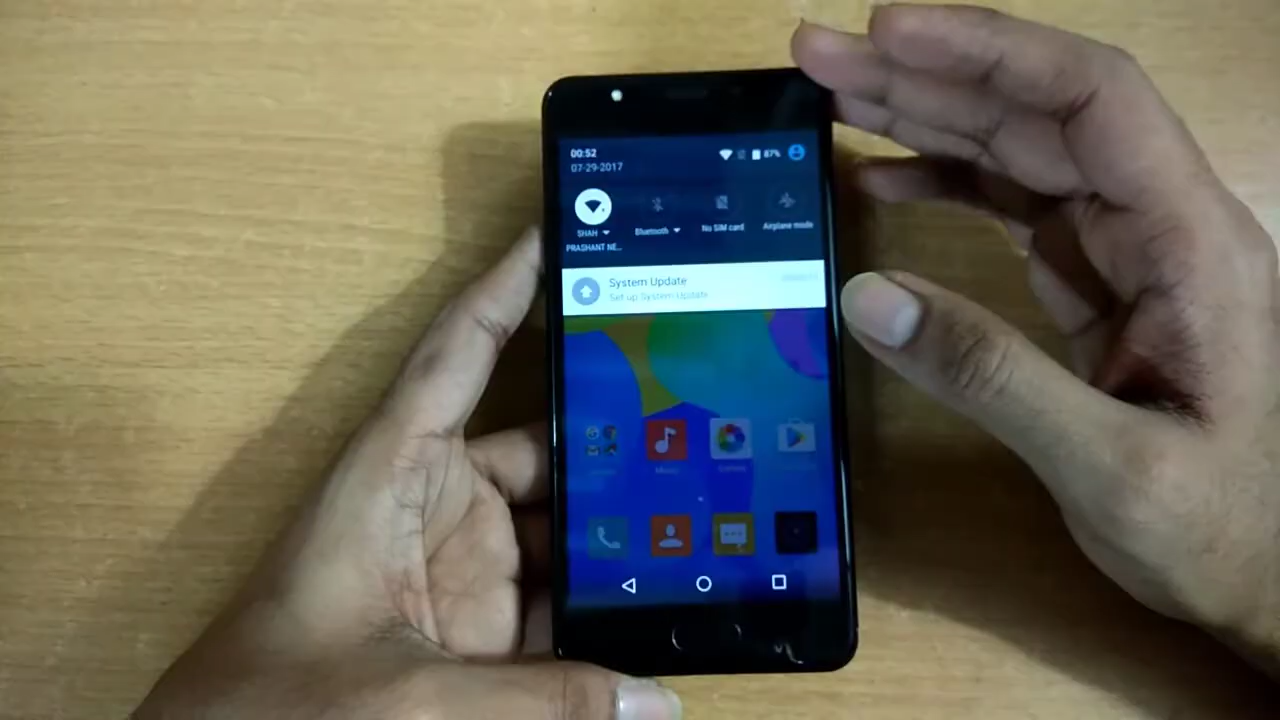 00:52
87%
07-29-2017
SHAH
Bluetooth
No SIM card
Airplane mode
PRASHANT NE...
System Update
Set up System Update
Music